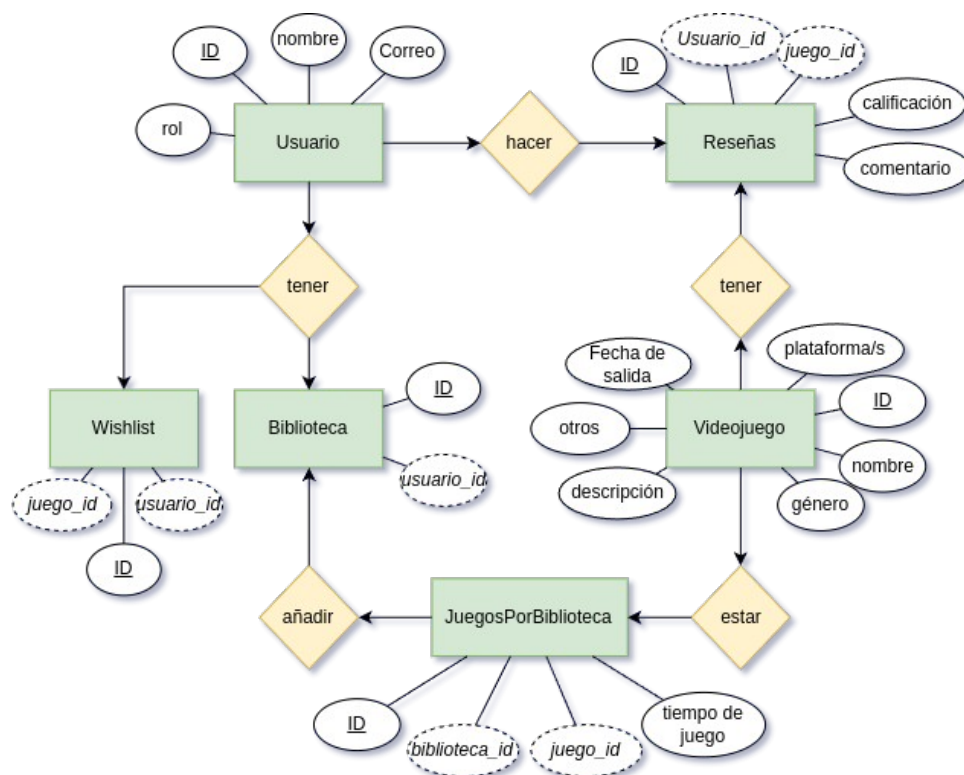 ID
nombre
Correo
rol
Usuario
hacer
ID
Usuario_id
juego_id
calificación
Reseñas
comentario
tener
tener
Fecha de
salida
plataforma/s
ID
otros
Videojuego
nombre
descripción
género
Wishlist
juego_id
usuario_id
ID
Biblioteca
ID
usuario_id
añadir
JuegosPorBiblioteca
estar
ID
biblioteca_id
juego_id
tiempo de
juego